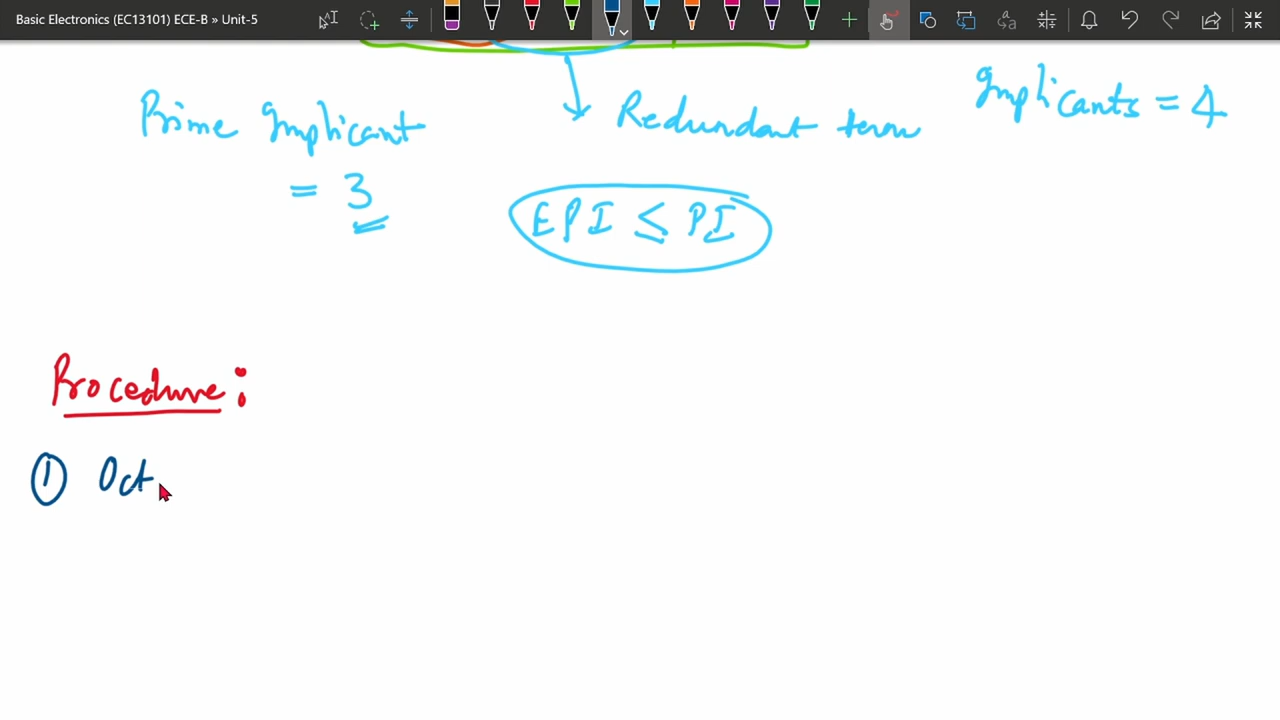 Basic Electronics (EC13101) ECE-B » Unit-5
Prime Implicant
= 3
Redundant term
Implicants = 4
EPI ≤ PI
Procedure:
① Oct